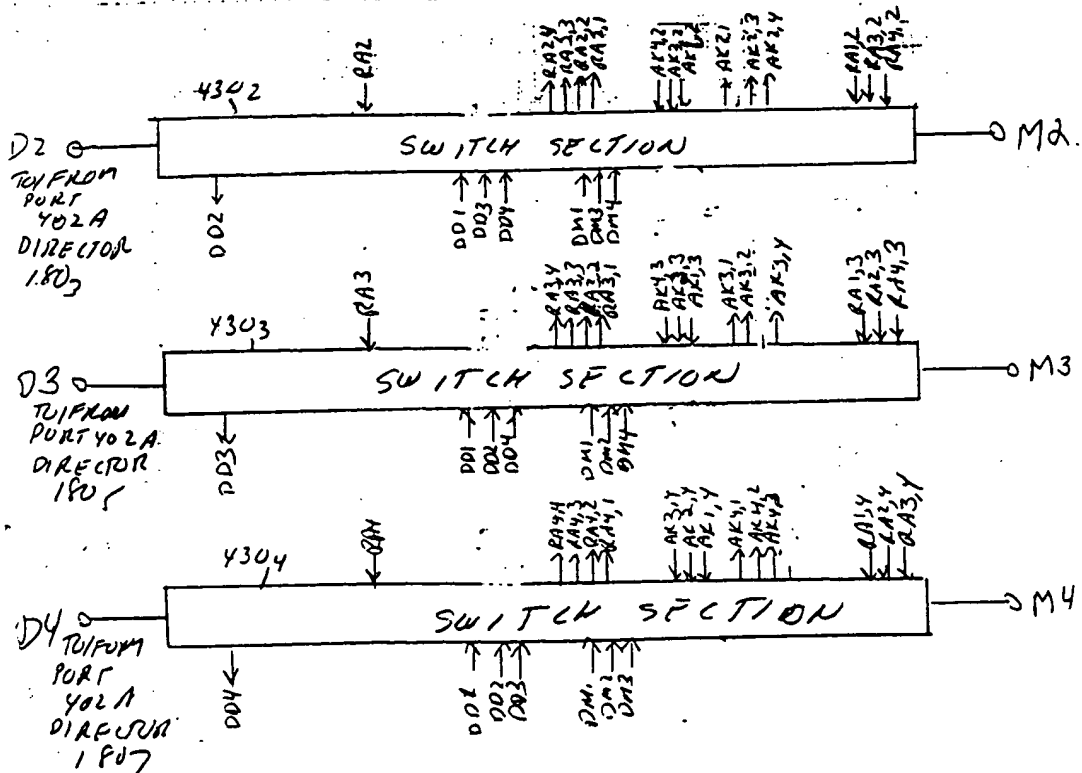 4302
RA2
RA2,4
RA3,3
RA2,2
RA2,1
AK4,2
AK3,2
AK2,1
AK2,3
AK2,4
RA1,2
RA3,2
RA4,2
D2
SWITCH SECTION
M2.
TO/FROM
PORT
402A
DIRECTOR
1803
DD2
DD1
DD3
DD4
DM1
DM3
DM4
4303
RA3
RA3,4
RA3,3
RA3,2
RA3,1
AK4,3
AK1,3
AK3,1
AK3,2
AK3,4
RA1,3
RA2,3
RA4,3
D3
SWITCH SECTION
M3
TO/FROM
PORT 402A
DIRECTOR
1805
DD3
DD1
DD2
DD4
DM1
DM2
DM4
4304
RA4
RA4,4
RA4,3
RA4,2
RA4,1
AK3,4
AK2,4
AK1,4
AK4,1
AK4,2
AK4,3
RA1,4
RA2,4
RA3,4
D4
SWITCH SECTION
M4
TO/FROM
PORT
402A
DIRECTOR
1807
DD4
DD1
DD2
DD3
DM1
DM2
DM3